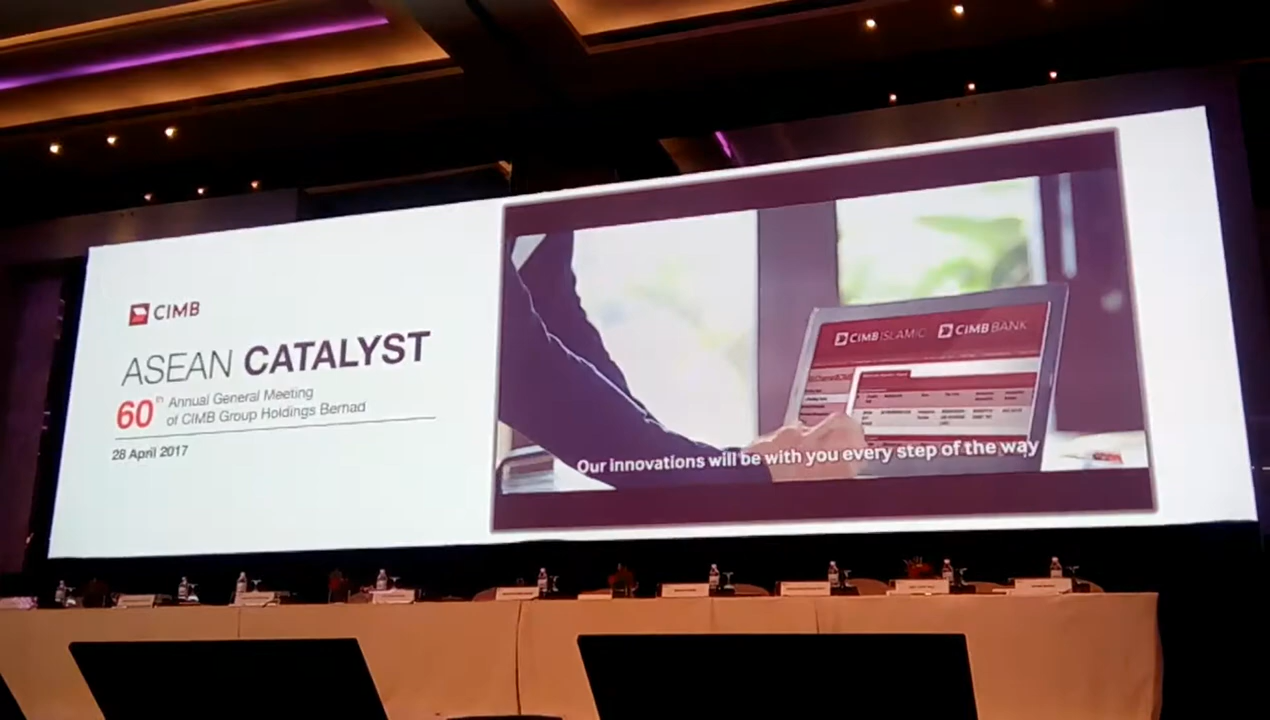 CIMB
ASEAN CATALYST
60th Annual General Meeting
of CIMB Group Holdings Berhad
28 April 2017
CIMB ISLAMIC CIMB BANK
Our innovations will be with you every step of the way